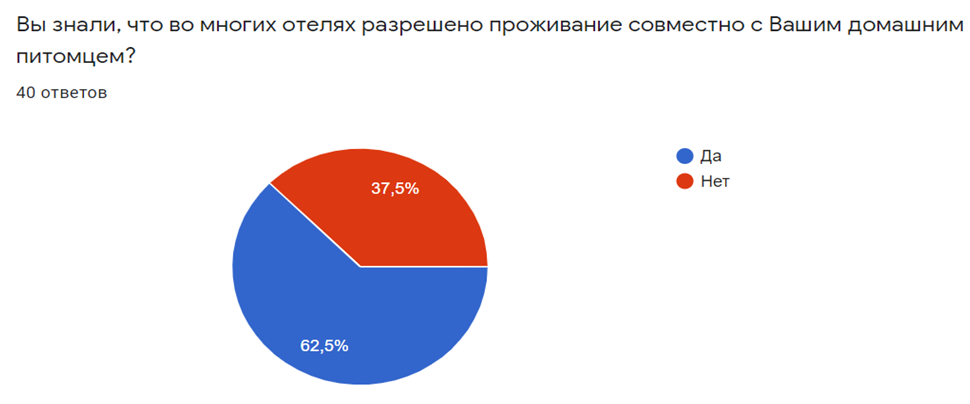 Вы знали, что во многих отелях разрешено проживание совместно с Вашим домашним
питомцем?
40 ответов
Да
Нет
37,5%
62,5%